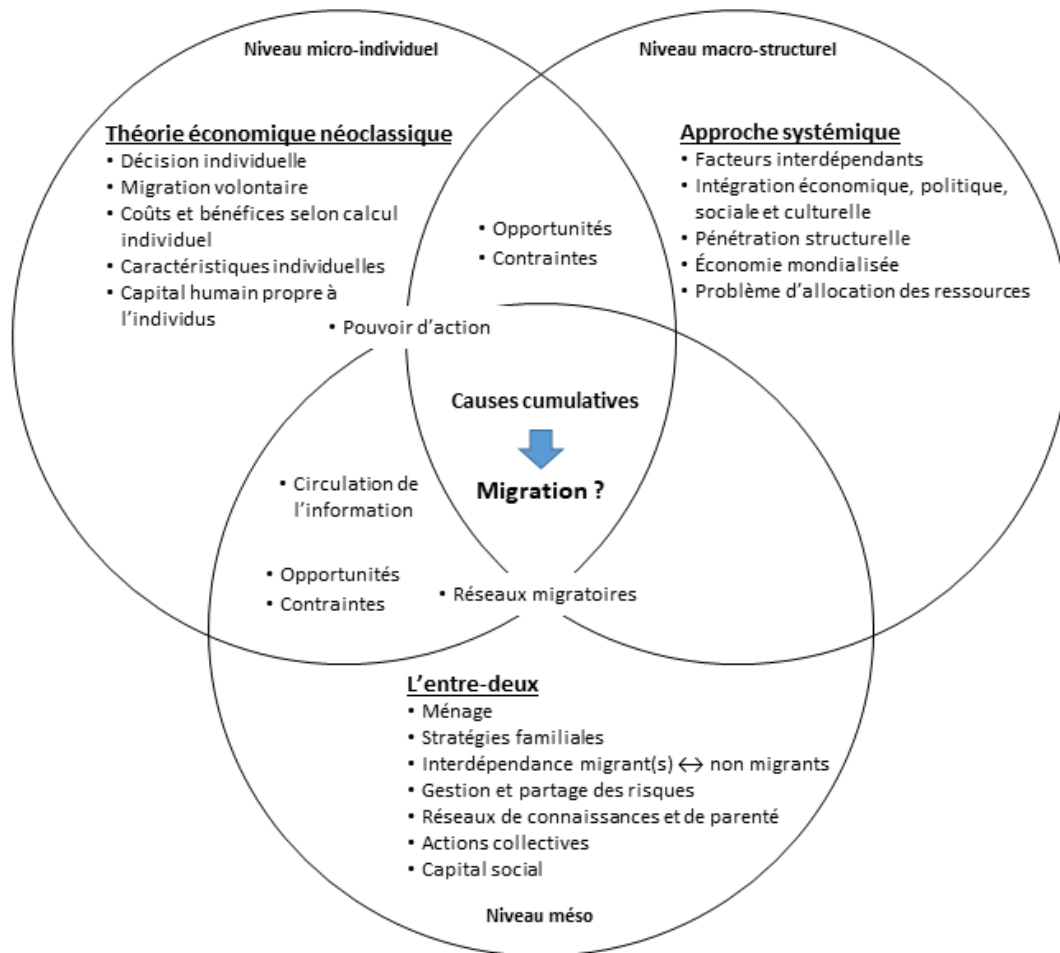 Niveau micro-individuel
Niveau macro-structurel
Théorie économique néoclassique
• Décision individuelle
• Migration volontaire
• Coûts et bénéfices selon calcul
individuel
• Caractéristiques individuelles
• Capital humain propre à
l'individus
Approche systémique
• Facteurs interdépendants
• Intégration économique, politique,
sociale et culturelle
• Pénétration structurelle
• Économie mondialisée
• Problème d'allocation des ressources
• Opportunités
• Contraintes
• Pouvoir d'action
Causes cumulatives
Migration ?
• Circulation de
l'information
• Opportunités
• Contraintes
• Réseaux migratoires
L'entre-deux
• Ménage
• Stratégies familiales
• Interdépendance migrant(s) ↔ non migrants
• Gestion et partage des risques
• Réseaux de connaissances et de parenté
• Actions collectives
• Capital social
Niveau méso